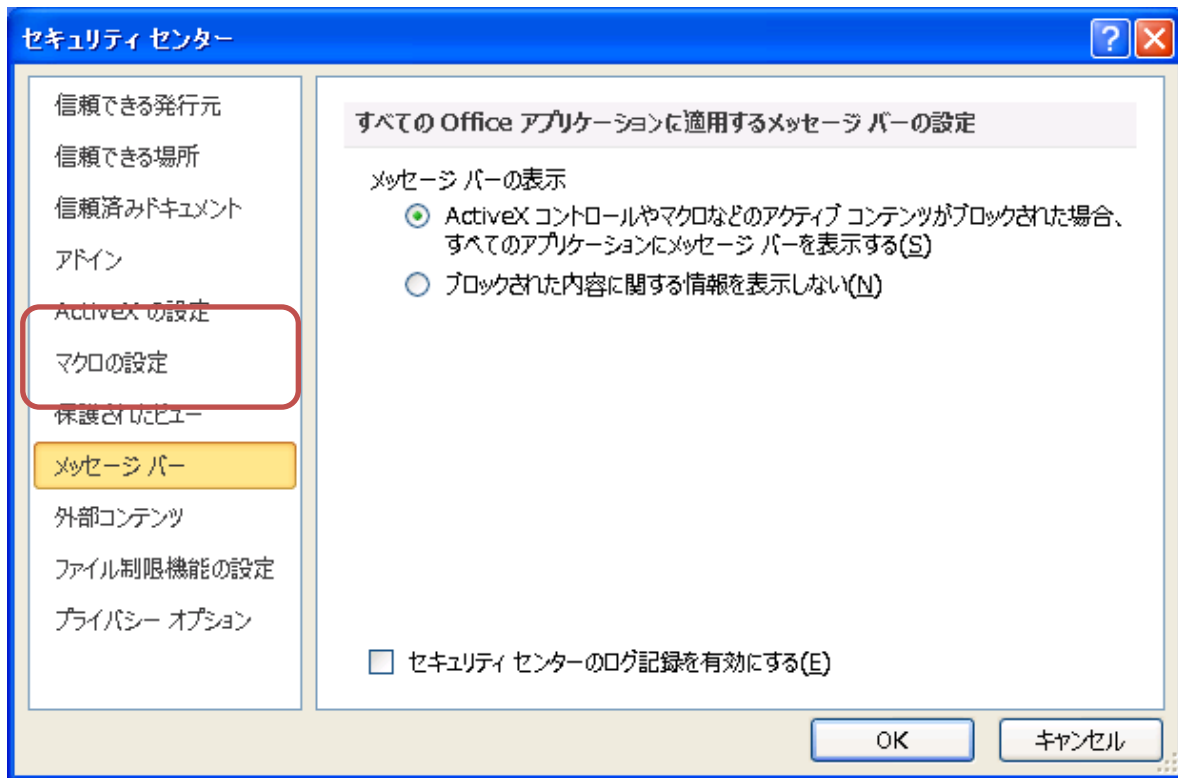 セキュリティ センター
信頼できる発行元
信頼できる場所
信頼済みドキュメント
アドイン
ActiveX の設定
マクロの設定
保護されたビュー
メッセージ バー
外部コンテンツ
ファイル制限機能の設定
プライバシー オプション
すべての Office アプリケーションに適用するメッセージ バーの設定
メッセージ バーの表示
ActiveX コントロールやマクロなどのアクティブ コンテンツがブロックされた場合、
すべてのアプリケーションにメッセージ バーを表示する(S)
ブロックされた内容に関する情報を表示しない(N)
セキュリティ センターのログ記録を有効にする(E)
OK
キャンセル